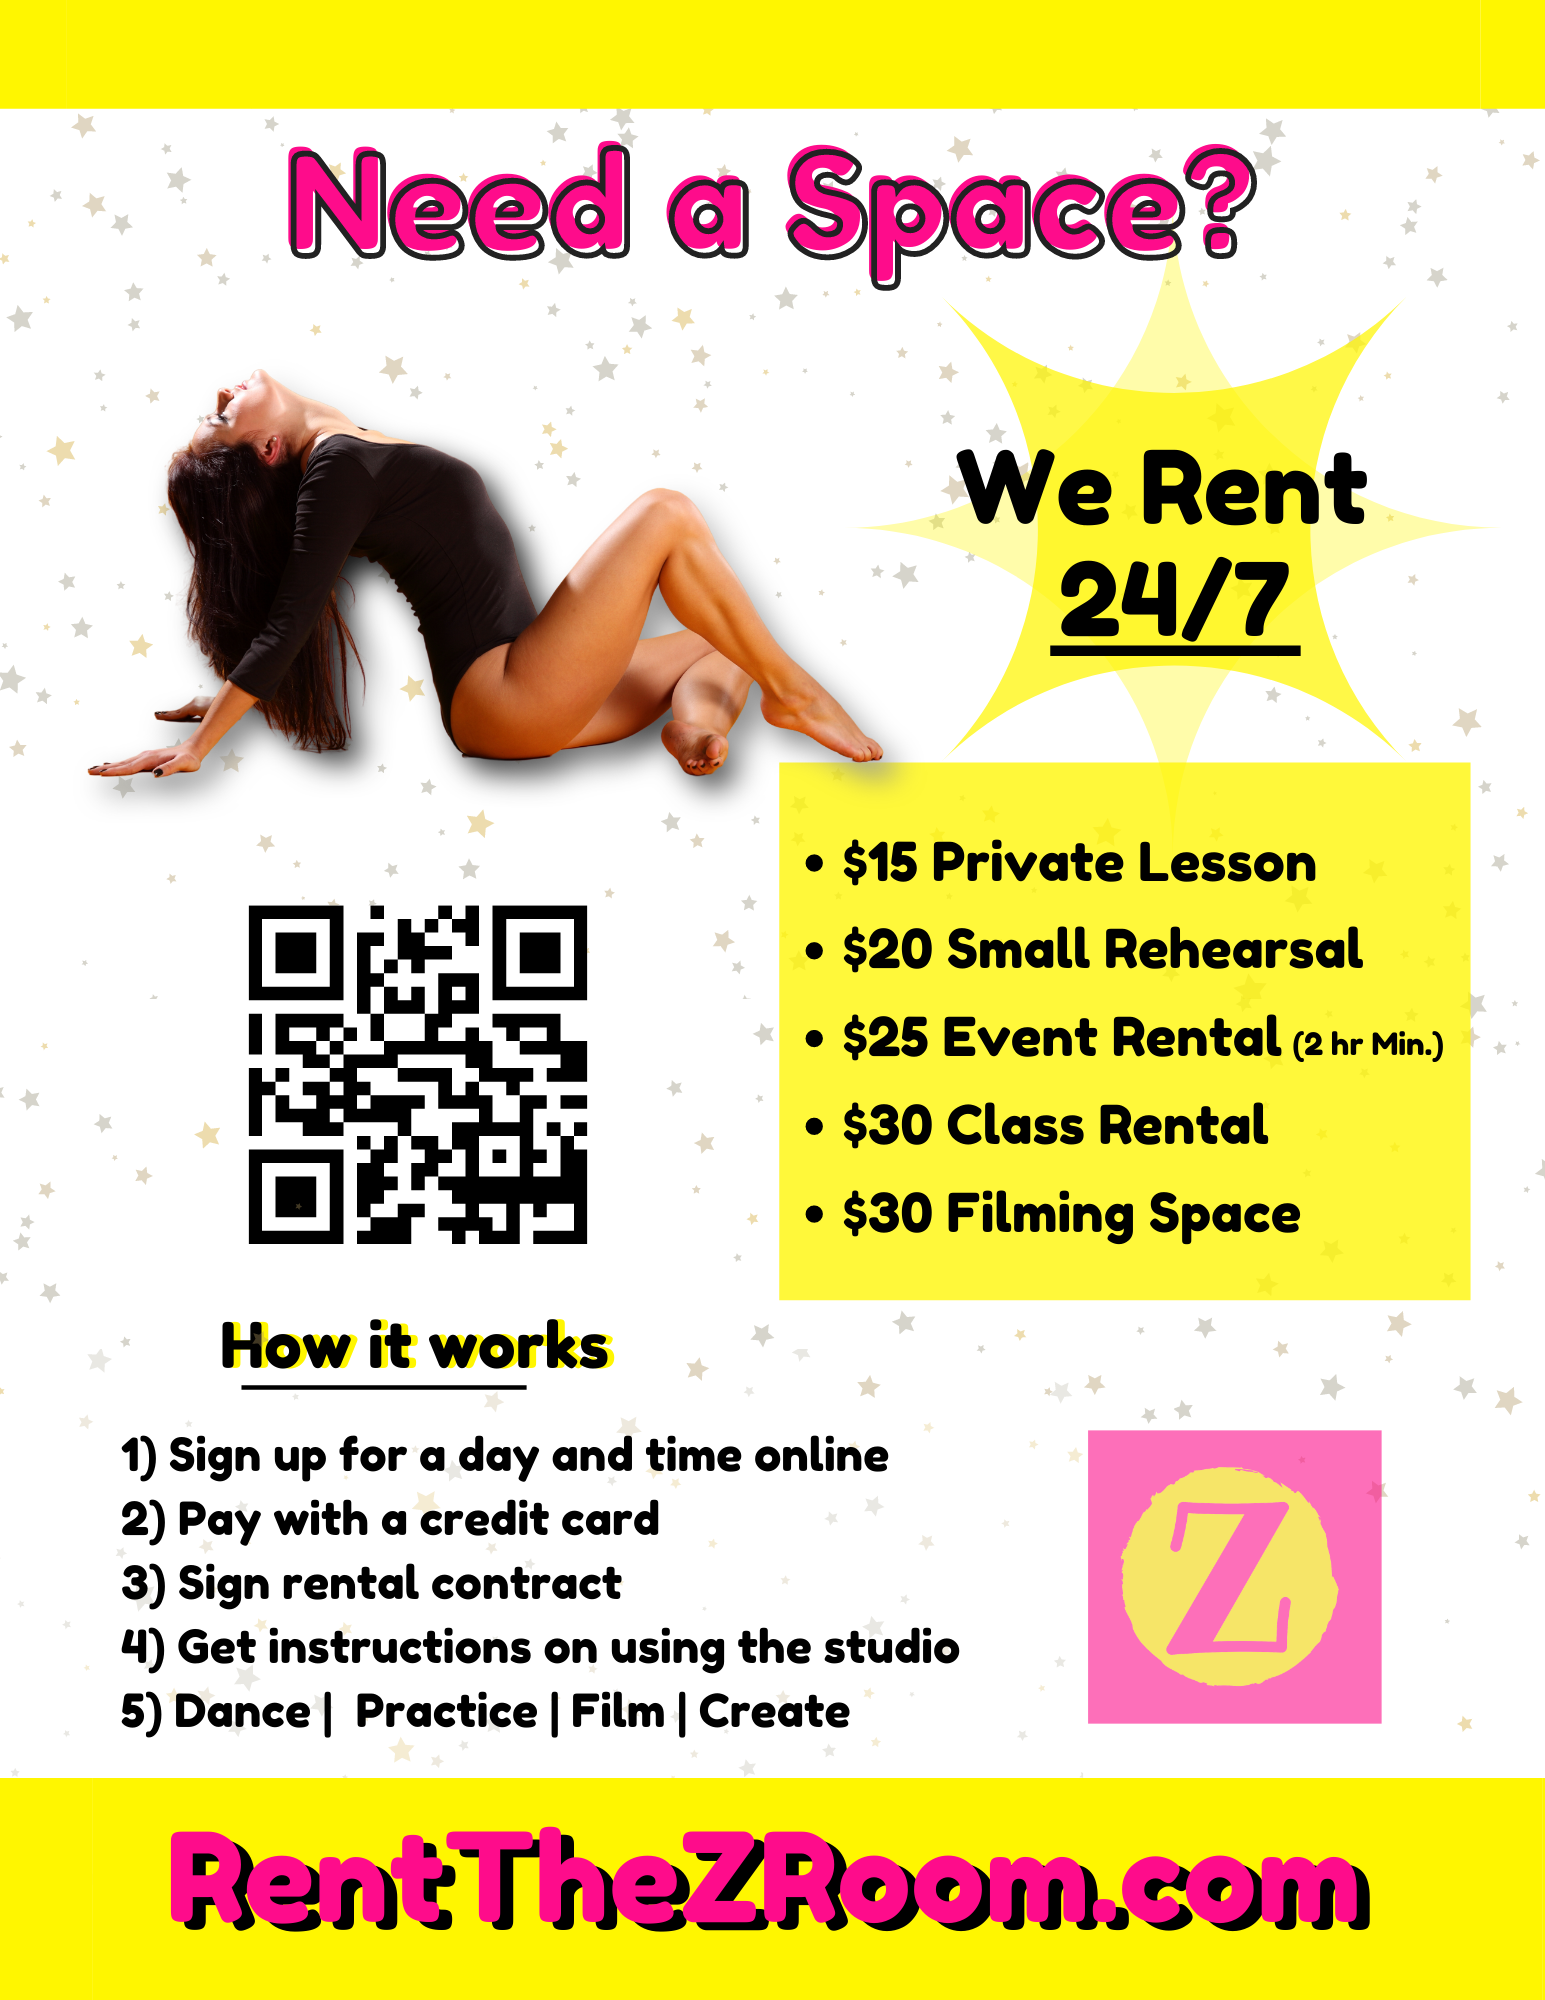 Need a Space?
We Rent
24/7
• $15 Private Lesson
• $20 Small Rehearsal
• $25 Event Rental (2 hr Min.)
• $30 Class Rental
• $30 Filming Space
How it works
1) Sign up for a day and time online
2) Pay with a credit card
3) Sign rental contract
4) Get instructions on using the studio
5) Dance |  Practice | Film | Create
Z
RentTheZRoom.com